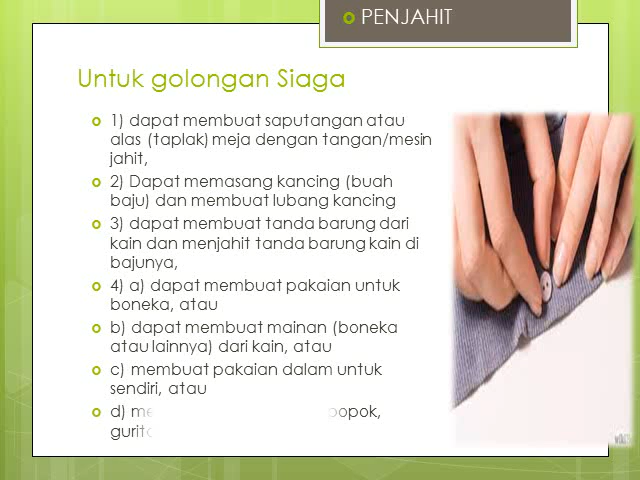 PENJAHIT
Untuk golongan Siaga
1) dapat membuat saputangan atau
alas (taplak) meja dengan tangan/mesin
jahit,
2) Dapat memasang kancing (buah
baju) dan membuat lubang kancing
3) dapat membuat tanda barung dari
kain dan menjahit tanda barung kain di
bajunya,
4) a) dapat membuat pakaian untuk
boneka, atau
b) dapat membuat mainan (boneka
atau lainnya) dari kain, atau
c) membuat pakaian dalam untuk
sendiri, atau
d) popok,